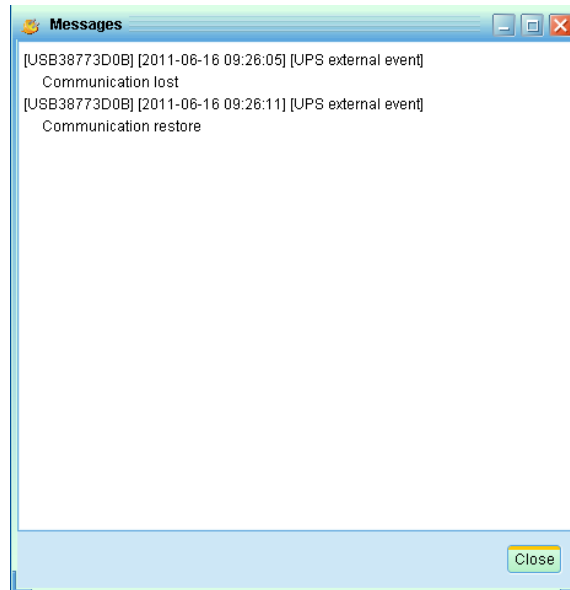 Messages
[USB38773D0B] [2011-06-16 09:26:05] [UPS external event]
Communication lost
[USB38773D0B] [2011-06-16 09:26:11] [UPS external event]
Communication restore
Close